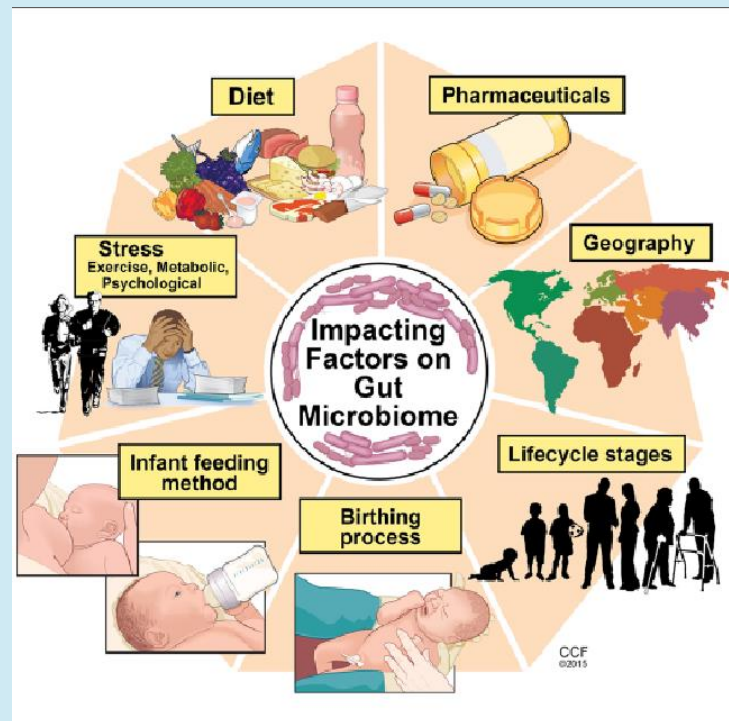 Diet
Pharmaceuticals
Stress
Exercise, Metabolic,
Psychological
Geography
Impacting
Factors on
Gut
Microbiome
Infant feeding
method
Birthing
process
Lifecycle stages
CCF
©2015